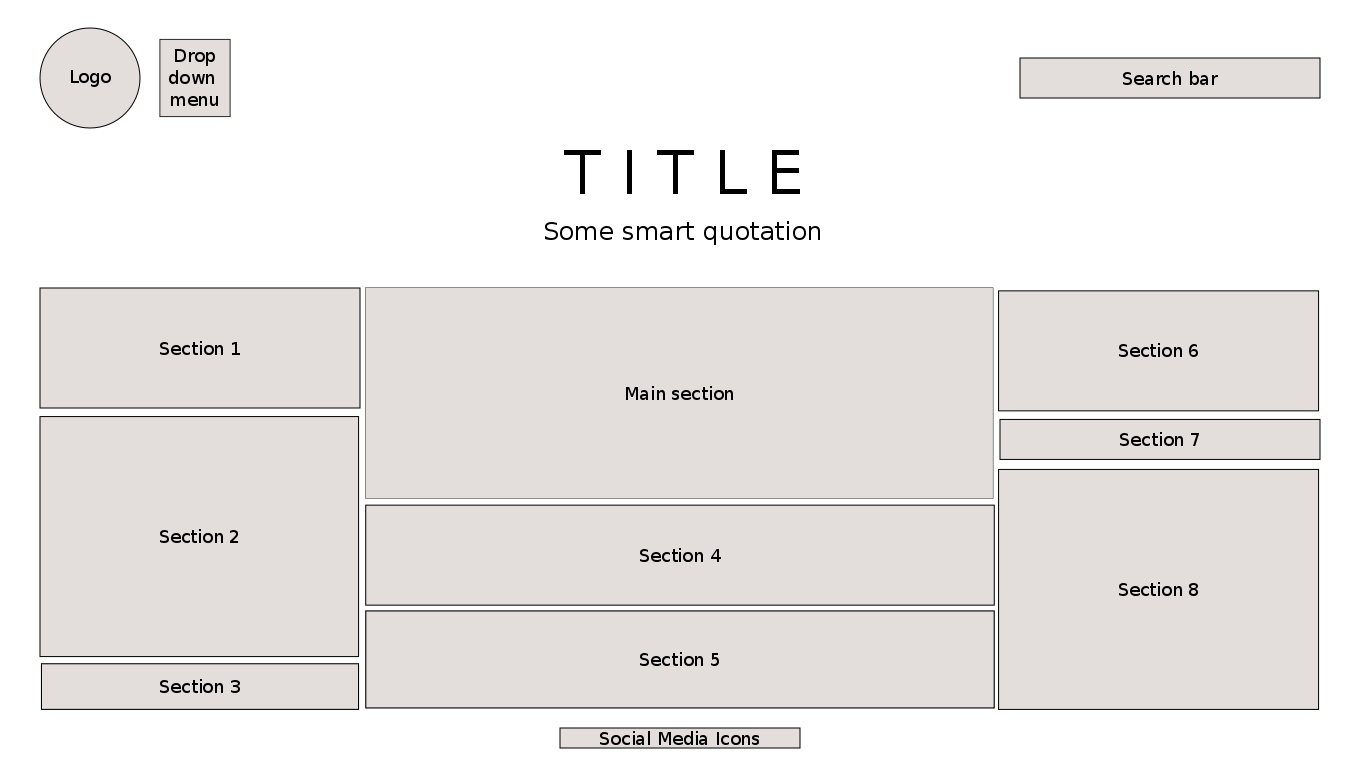 Logo
Drop
down
menu
Search bar
TITLE
Some smart quotation
Section 1
Section 2
Section 3
Main section
Section 4
Section 5
Section 6
Section 7
Section 8
Social Media Icons